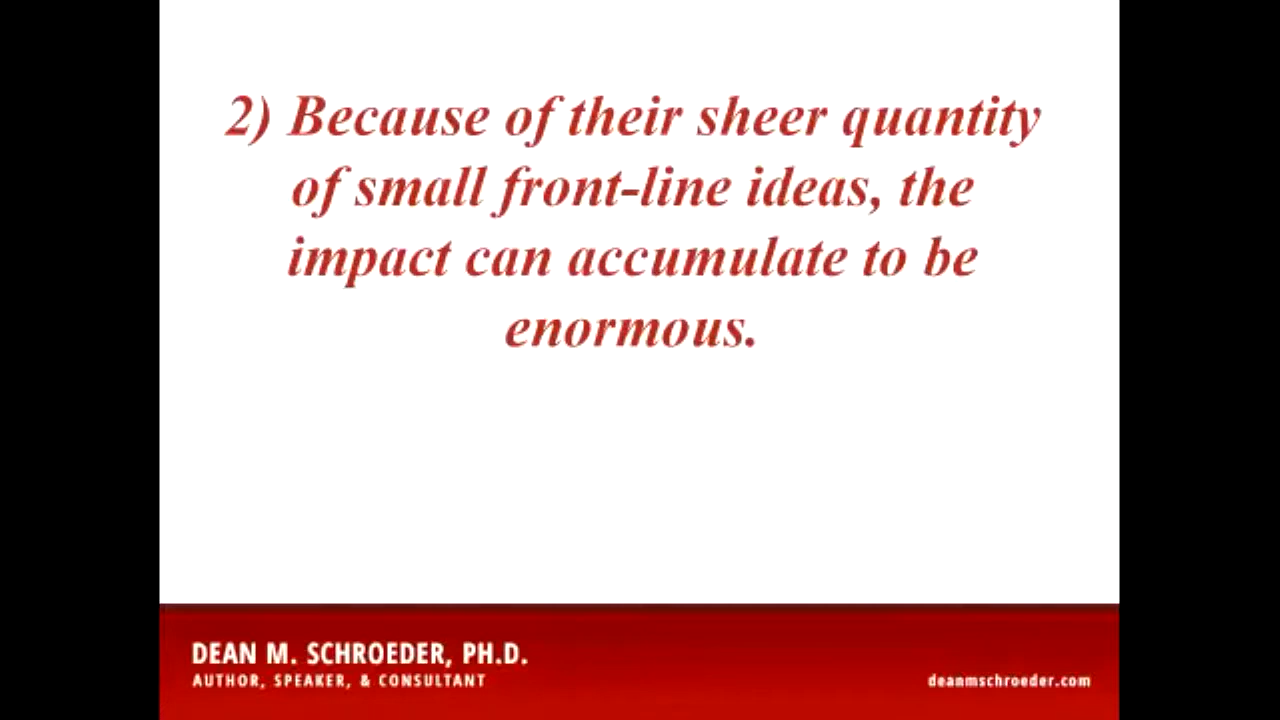 2) Because of their sheer quantity
of small front-line ideas, the
impact can accumulate to be
enormous.
DEAN M. SCHROEDER, PH.D.
AUTHOR, SPEAKER, & CONSULTANT
deanmschroeder.com